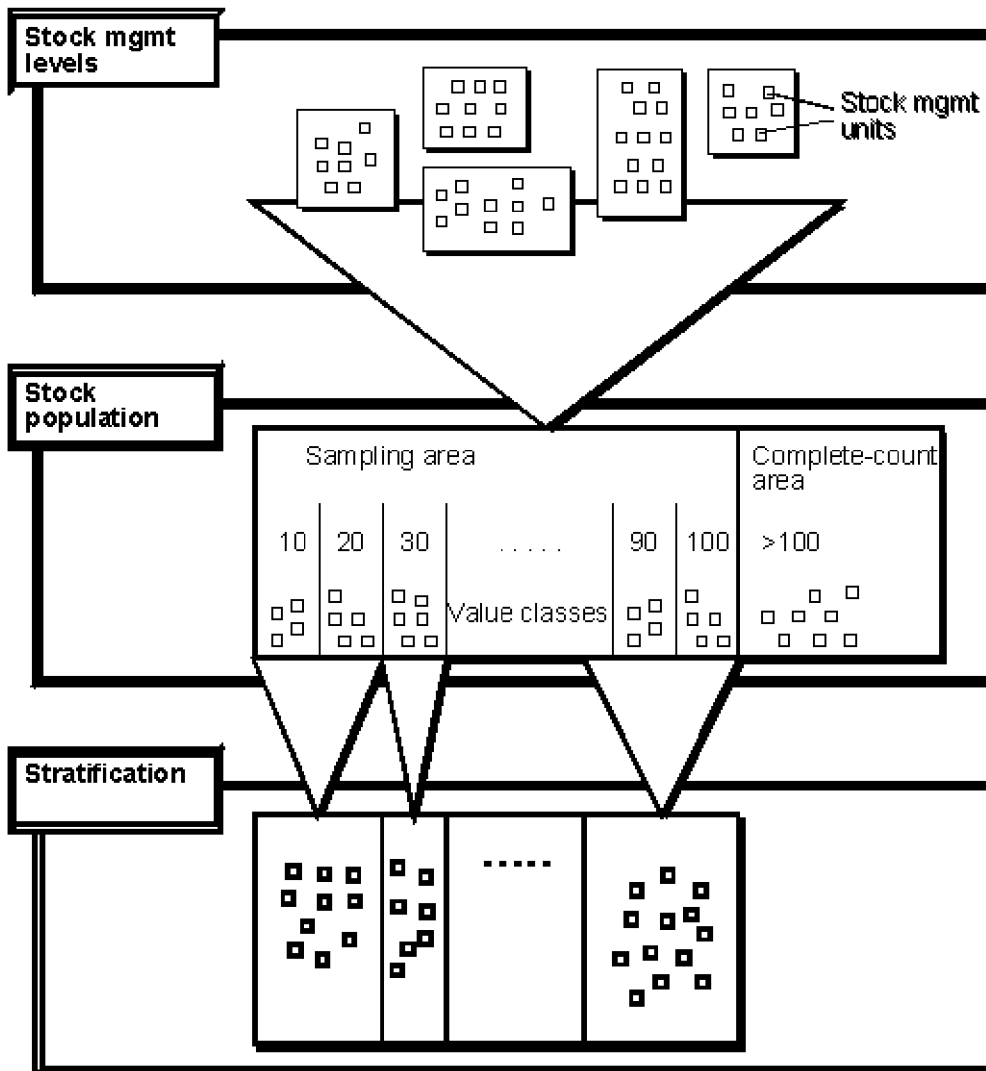 Stock mgmt
levels
Stock mgmt
units
Stock
population
Sampling area
Complete-count
area
10 20 30 ..... 90 100 >100
Value classes
Stratification
.....